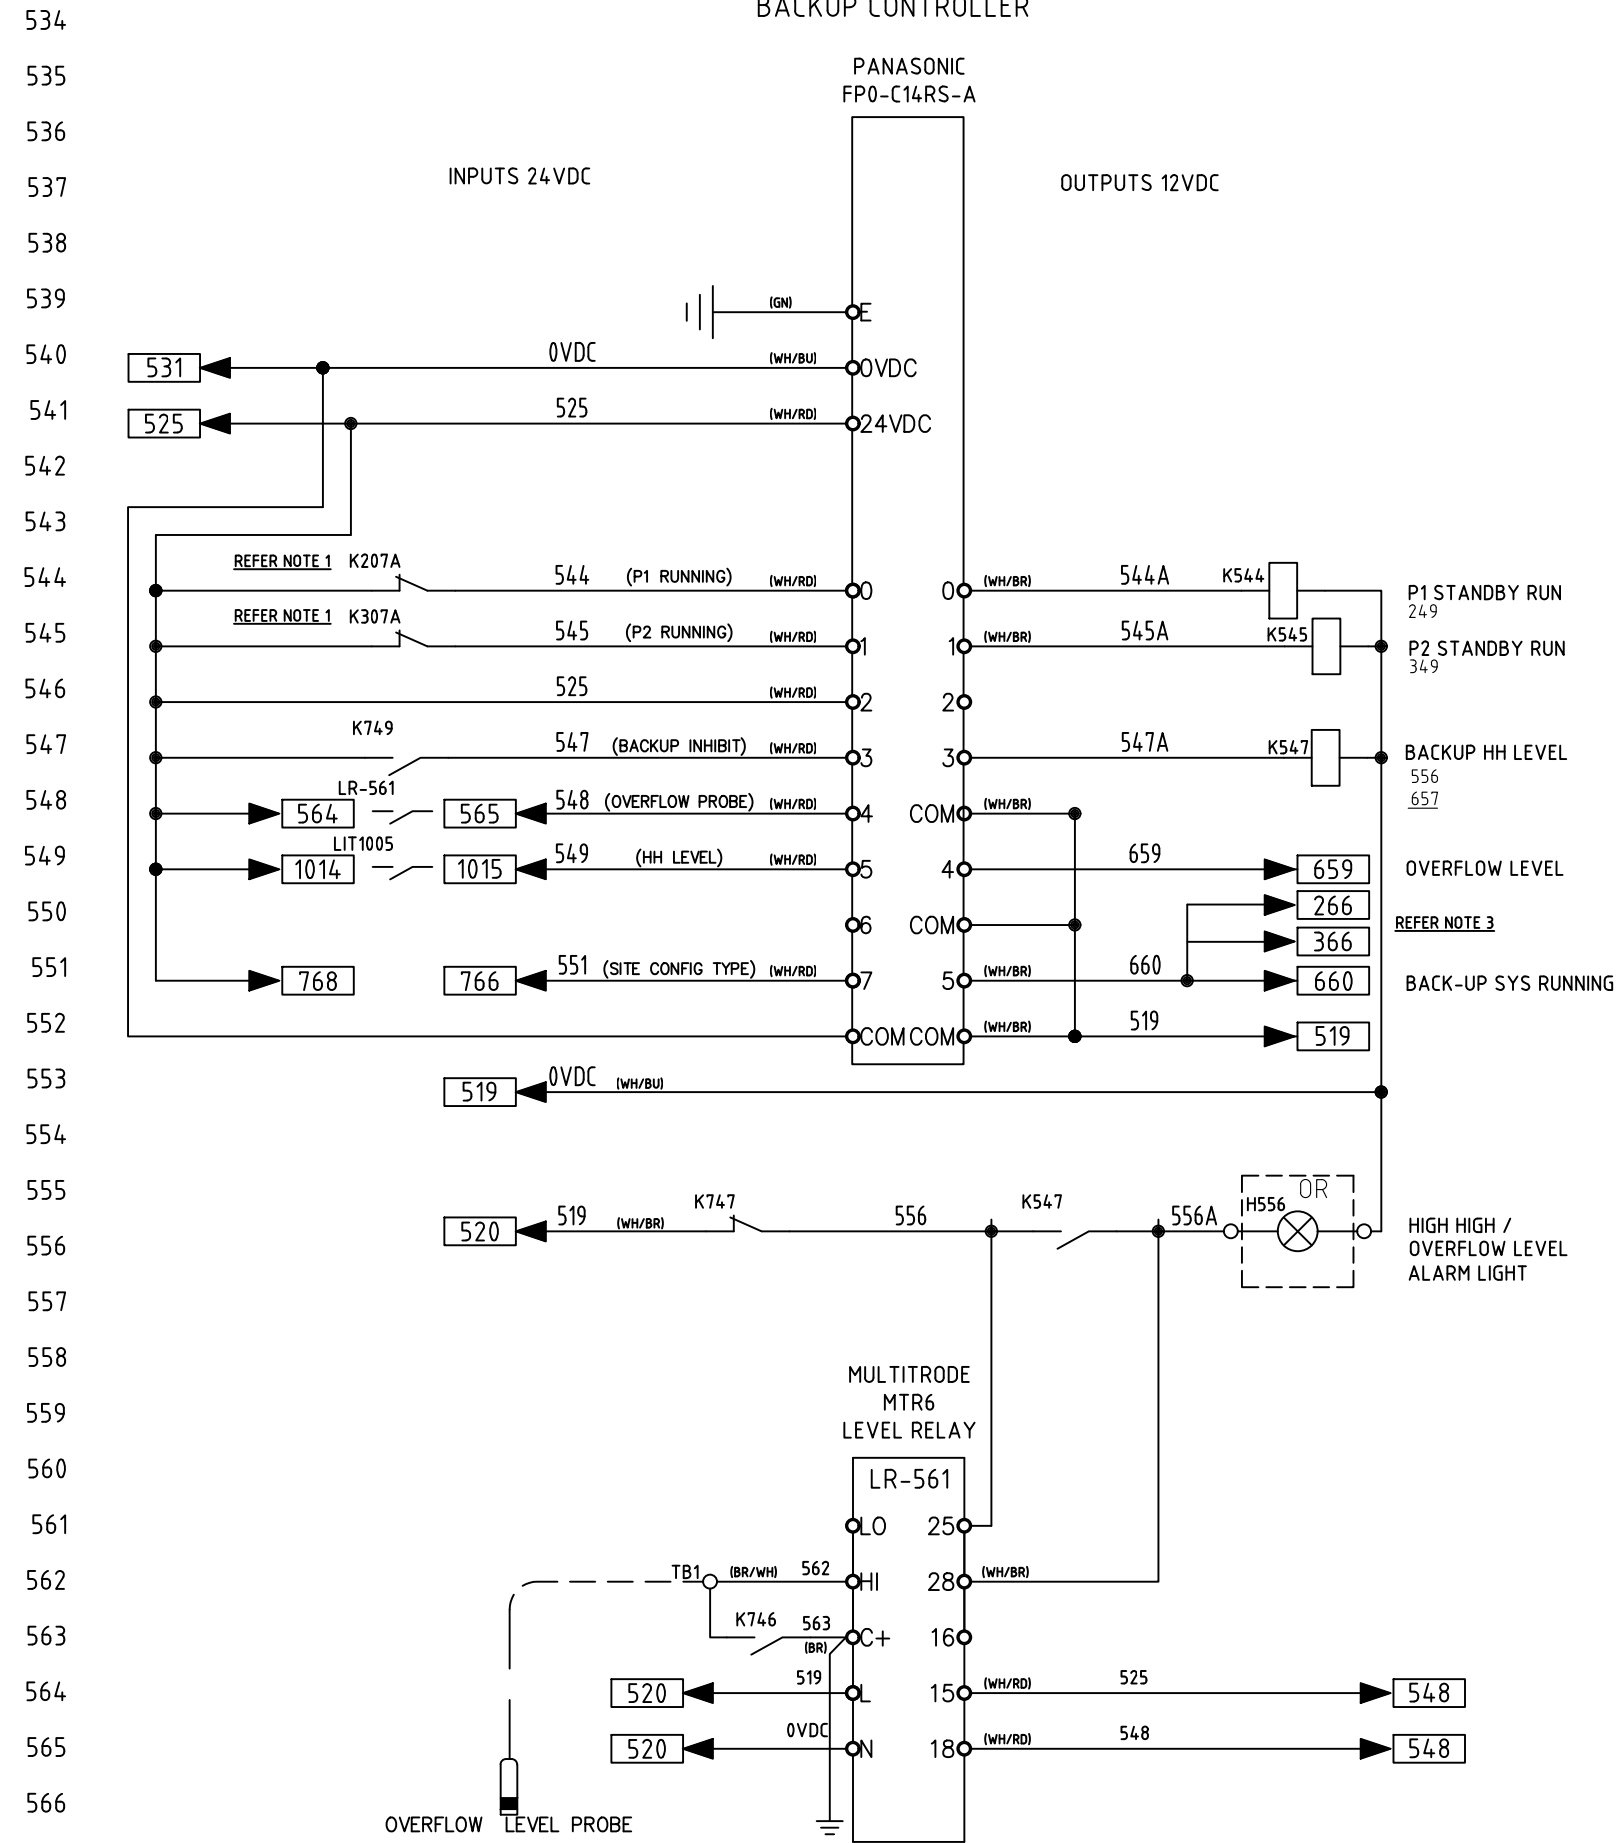 BACKUP CONTROLLER
534
535
PANASONIC
FP0-C14RS-A
536
537
INPUTS 24VDC
OUTPUTS 12VDC
538
539
(GN)
E
540
531
0VDC
(WH/BU)
0VDC
541
525
525
(WH/RD)
24VDC
542
543
544
REFER NOTE 1
K207A
544
(P1 RUNNING)
(WH/RD)
0
0
(WH/BR)
544A
K544
P1 STANDBY RUN
249
545
REFER NOTE 1
K307A
545
(P2 RUNNING)
(WH/RD)
1
1
(WH/BR)
545A
K545
P2 STANDBY RUN
349
546
525
(WH/RD)
2
2
547
K749
547
(BACKUP INHIBIT)
(WH/RD)
3
3
(WH/BR)
547A
K547
BACKUP HH LEVEL
556
657
548
564
LR-561
565
548
(OVERFLOW PROBE)
(WH/RD)
4
COM
(WH/BR)
549
1014
LIT1005
1015
549
(HH LEVEL)
(WH/RD)
5
4
659
659
OVERFLOW LEVEL
550
6
COM
266
366
REFER NOTE 3
551
768
766
551
(SITE CONFIG TYPE)
(WH/RD)
7
5
(WH/BR)
660
660
BACK-UP SYS RUNNING
552
COM
COM
(WH/BR)
519
519
553
519
0VDC
(WH/BU)
554
555
OR
556
520
519
(WH/BR)
K747
556
K547
556A
H556
HIGH HIGH /
OVERFLOW LEVEL
ALARM LIGHT
557
558
MULTITRODE
MTR6
LEVEL RELAY
559
560
LR-561
561
LO
25
562
TB1
(BR/WH)
562
HI
28
(WH/BR)
563
K746
563
(BR)
C+
16
564
520
519
L
15
(WH/RD)
525
548
565
520
0VDC
N
18
(WH/RD)
548
548
566
OVERFLOW LEVEL PROBE